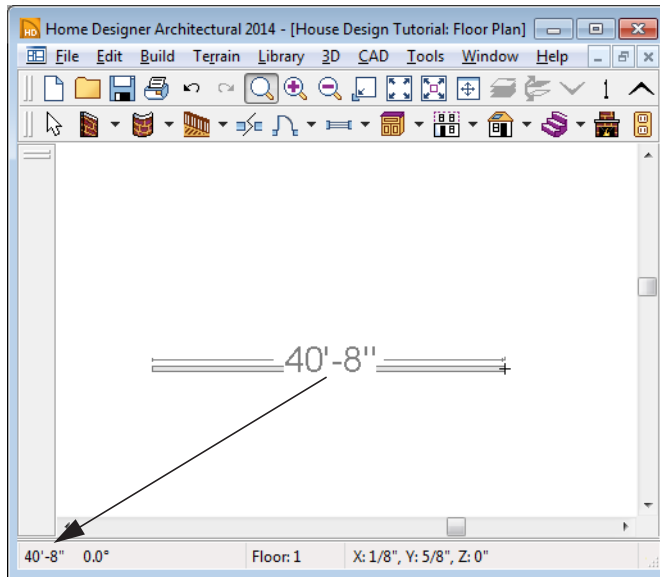 Home Designer Architectural 2014 - [House Design Tutorial: Floor Plan]
File Edit Build Terrain Library 3D CAD Tools Window Help
1
40'-8"
40'-8" 0.0° Floor: 1 X: 1/8", Y: 5/8", Z: 0"